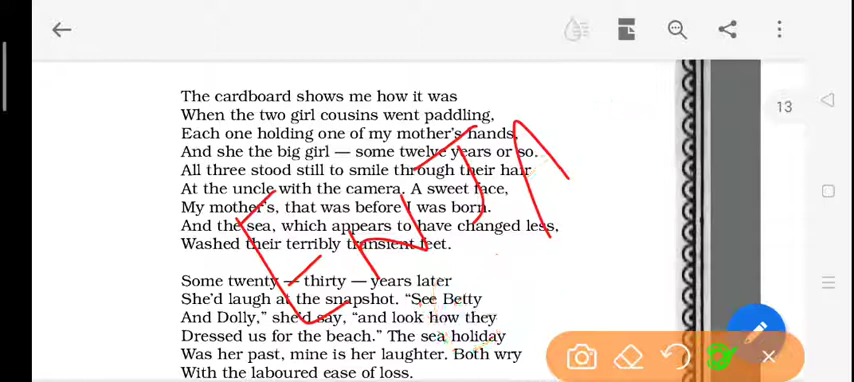 13
The cardboard shows me how it was
When the two girl cousins went paddling,
Each one holding one of my mother's hands,
And she the big girl — some twelve years or so.
All three stood still to smile through their hair
At the uncle with the camera. A sweet face,
My mother's, that was before I was born.
And the sea, which appears to have changed less,
Washed their terribly transient feet.
Some twenty — thirty — years later
She'd laugh at the snapshot. “See Betty
And Dolly,” she'd say, “and look how they
Dressed us for the beach.” The sea holiday
Was her past, mine is her laughter. Both wry
With the laboured ease of loss.